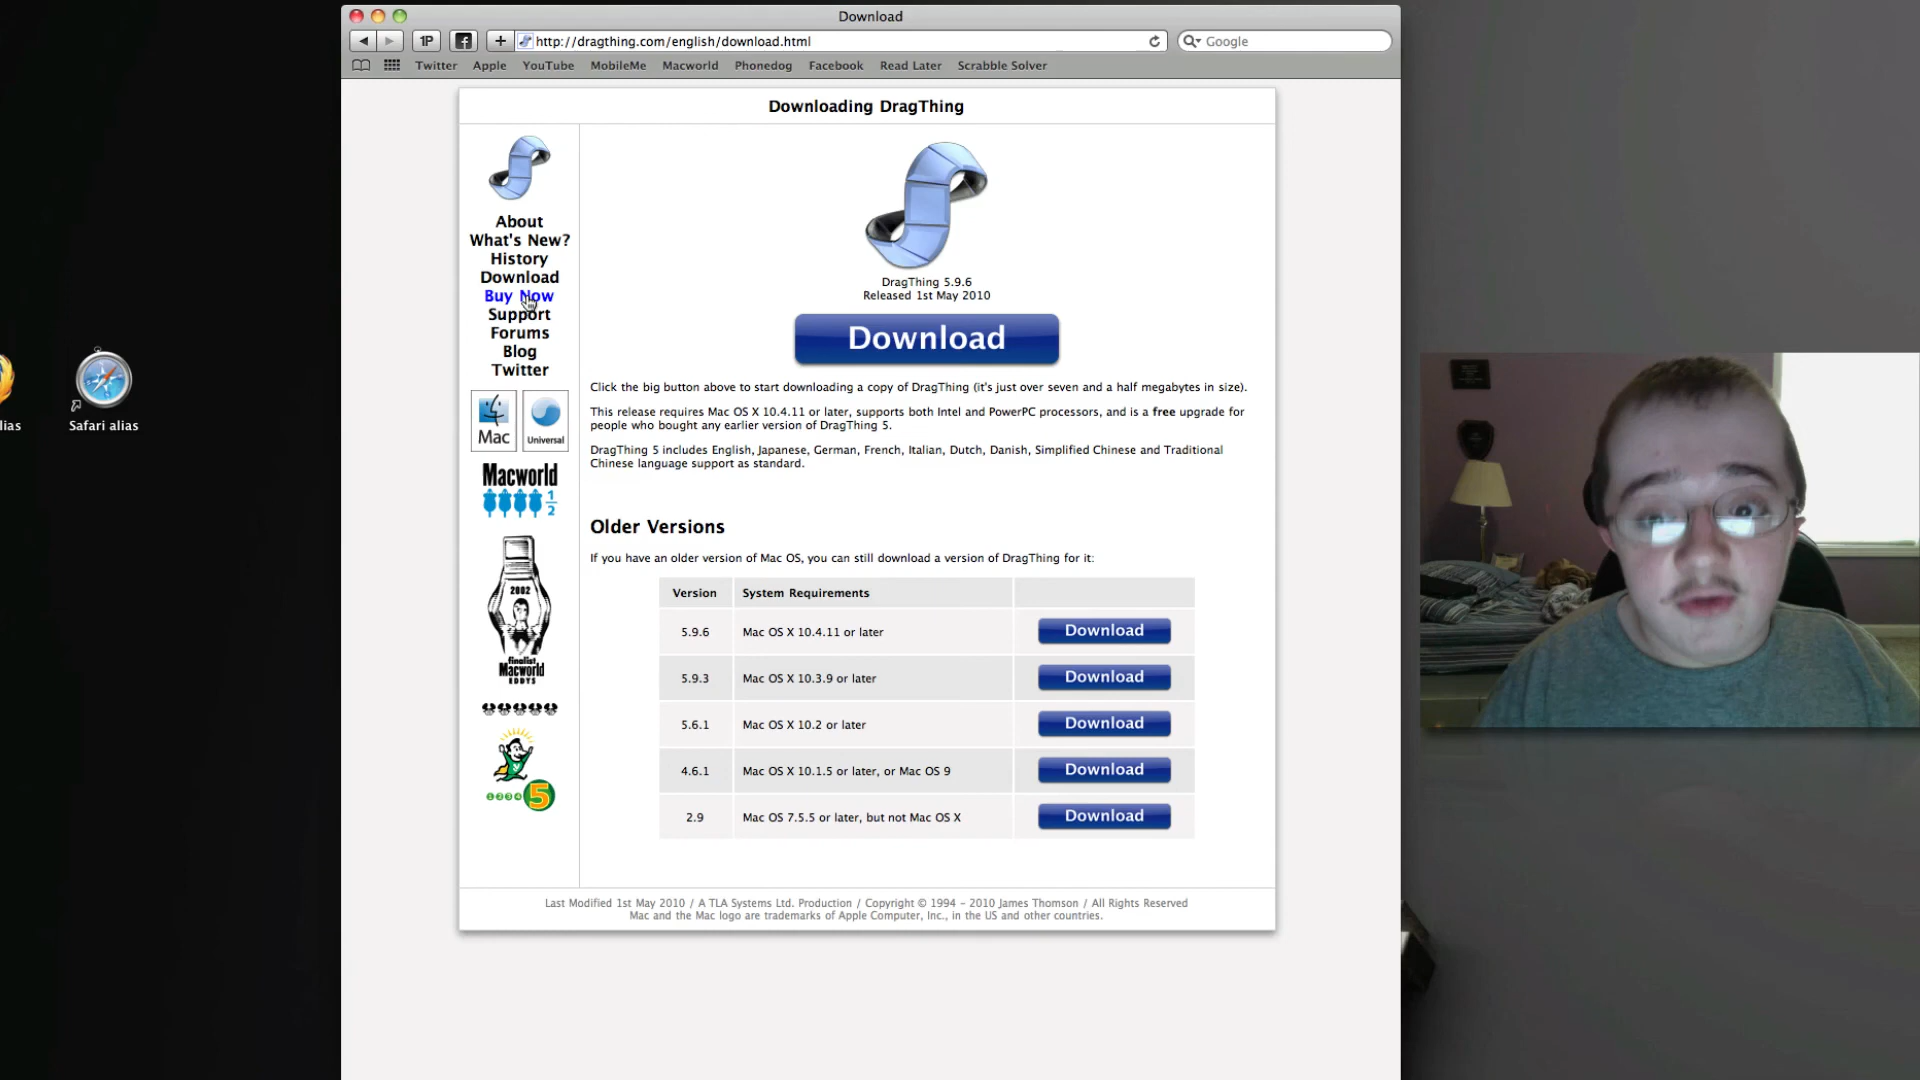 Download
1P
http://dragthing.com/english/download.html
Google
Twitter Apple YouTube MobileMe Macworld Phonedog Facebook Read Later Scrabble Solver
Downloading DragThing
About
What's New?
History
Download
Buy Now
Support
Forums
Blog
Twitter
Mac
Universal
Macworld
1
2
2002
finalist
Macworld
EDDYS
1 2 3 4 5
DragThing 5.9.6
Released 1st May 2010
Download
Click the big button above to start downloading a copy of DragThing (it's just over seven and a half megabytes in size).
This release requires Mac OS X 10.4.11 or later, supports both Intel and PowerPC processors, and is a free upgrade for
people who bought any earlier version of DragThing 5.
DragThing 5 includes English, Japanese, German, French, Italian, Dutch, Danish, Simplified Chinese and Traditional
Chinese language support as standard.
Older Versions
If you have an older version of Mac OS, you can still download a version of DragThing for it:
Version System Requirements
5.9.6 Mac OS X 10.4.11 or later Download
5.9.3 Mac OS X 10.3.9 or later Download
5.6.1 Mac OS X 10.2 or later Download
4.6.1 Mac OS X 10.1.5 or later, or Mac OS 9 Download
2.9 Mac OS 7.5.5 or later, but not Mac OS X Download
Last Modified 1st May 2010 / A TLA Systems Ltd. Production / Copyright © 1994 - 2010 James Thomson / All Rights Reserved
Mac and the Mac logo are trademarks of Apple Computer, Inc., in the US and other countries.
lias
Safari alias